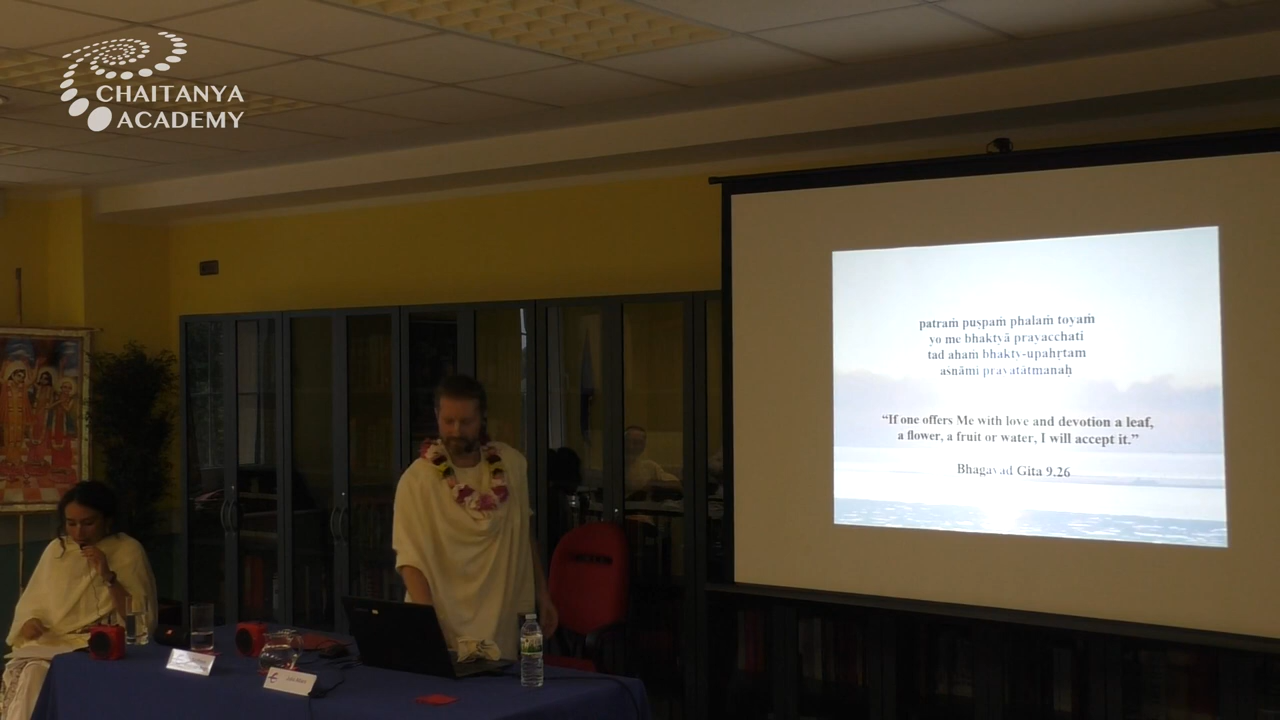 CHAITANYA
ACADEMY
patraṁ puṣpaṁ phalaṁ toyaṁ
yo me bhaktyā prayacchati
tad ahaṁ bhakty-upahṛtam
aśnāmi prayatātmanaḥ
“If one offers Me with love and devotion a leaf,
a flower, a fruit or water, I will accept it.”
Bhagavad Gita 9.26